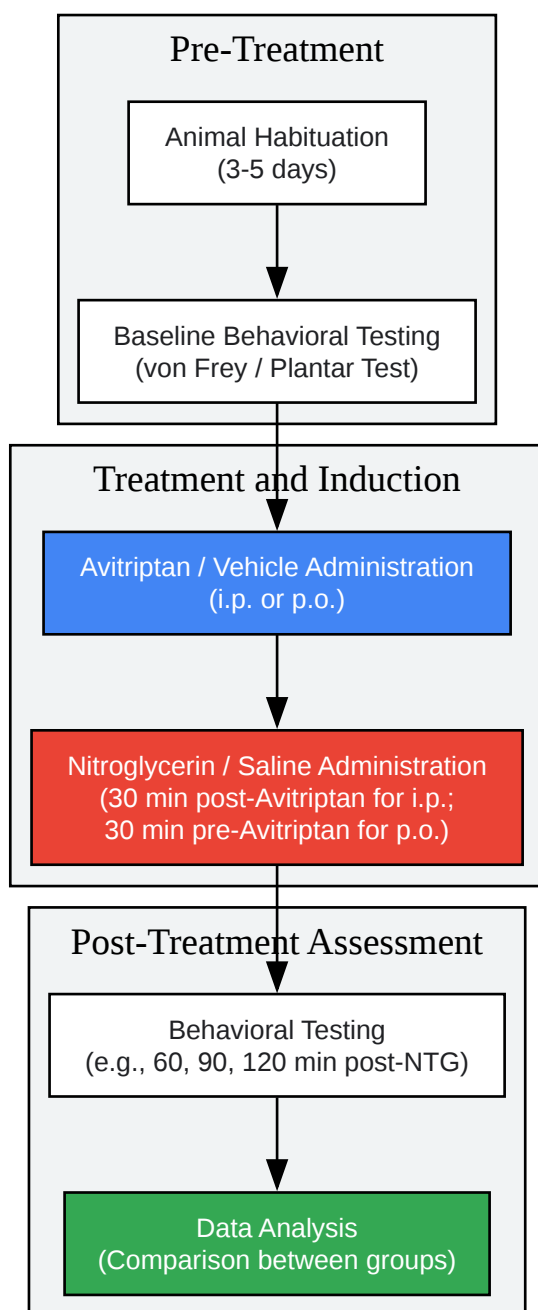 Pre-Treatment
Animal Habituation
(3-5 days)
Baseline Behavioral Testing
(von Frey / Plantar Test)
Treatment and Induction
Avitriptan / Vehicle Administration
(i.p. or p.o.)
Nitroglycerin / Saline Administration
(30 min post-Avitriptan for i.p.;
30 min pre-Avitriptan for p.o.)
Post-Treatment Assessment
Behavioral Testing
(e.g., 60, 90, 120 min post-NTG)
Data Analysis
(Comparison between groups)